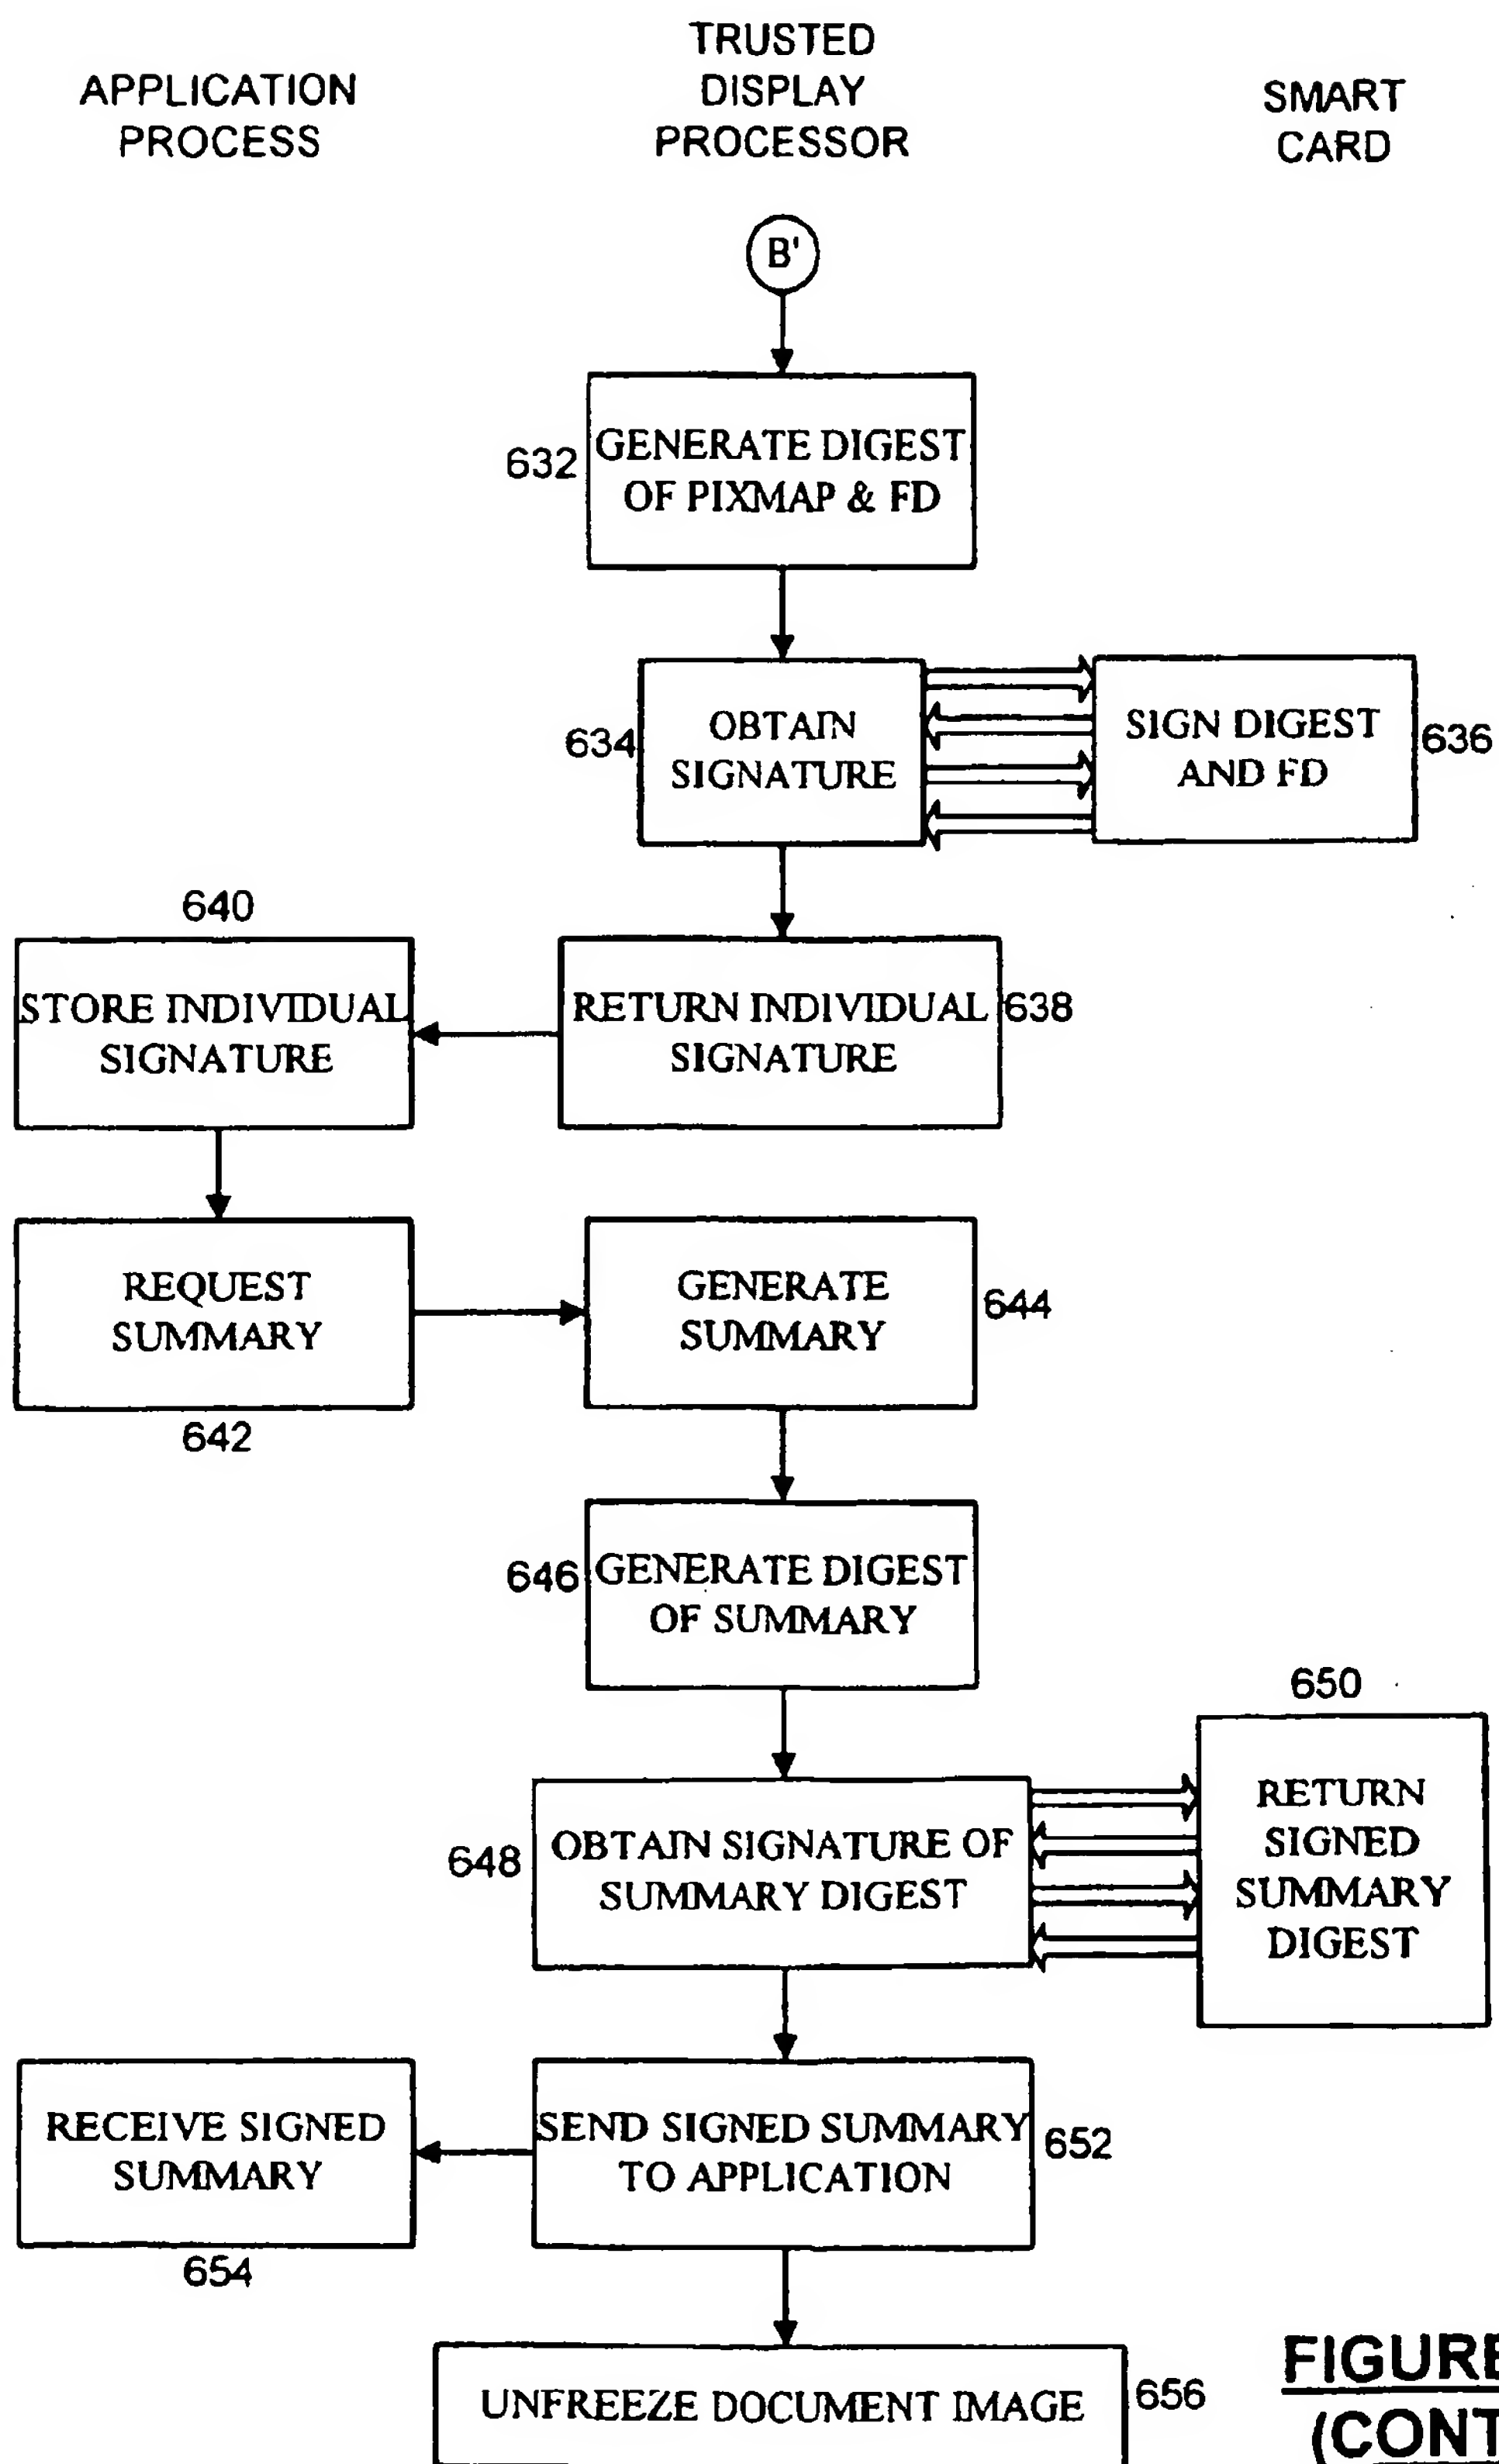 APPLICATION
PROCESS
TRUSTED
DISPLAY
PROCESSOR
SMART
CARD
B'
632
GENERATE DIGEST
OF PIXMAP & FD
634
OBTAIN
SIGNATURE
SIGN DIGEST
AND FD
636
640
STORE INDIVIDUAL
SIGNATURE
RETURN INDIVIDUAL
SIGNATURE
638
REQUEST
SUMMARY
642
GENERATE
SUMMARY
644
646
GENERATE DIGEST
OF SUMMARY
648
OBTAIN SIGNATURE OF
SUMMARY DIGEST
650
RETURN
SIGNED
SUMMARY
DIGEST
RECEIVE SIGNED
SUMMARY
654
SEND SIGNED SUMMARY
TO APPLICATION
652
UNFREEZE DOCUMENT IMAGE
656
FIGURE
(CONT